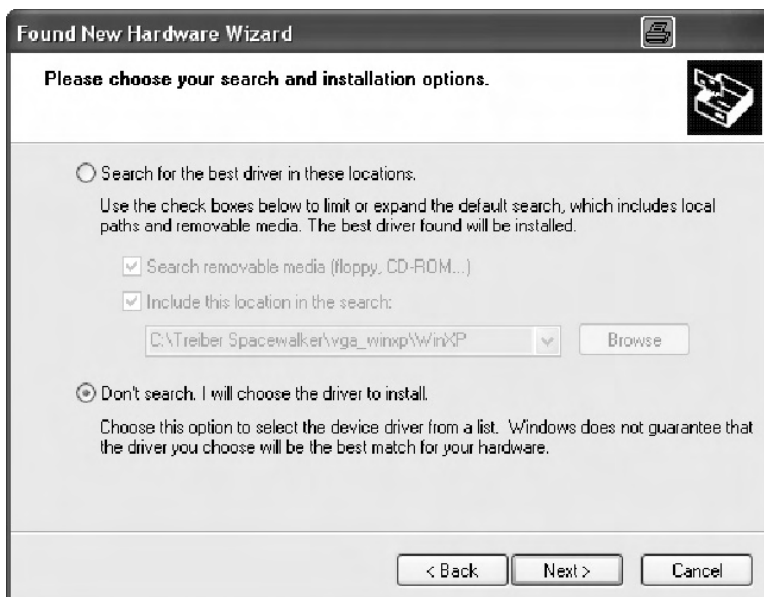 Found New Hardware Wizard
Please choose your search and installation options.
Search for the best driver in these locations.
Use the check boxes below to limit or expand the default search, which includes local
paths and removable media. The best driver found will be installed.
Search removable media (floppy, CD-ROM...)
Include this location in the search:
C:\Treiber Spacewalker\vga_winxp\WinXP
Browse
Don't search. I will choose the driver to install.
Choose this option to select the device driver from a list. Windows does not guarantee that
the driver you choose will be the best match for your hardware.
< Back Next > Cancel